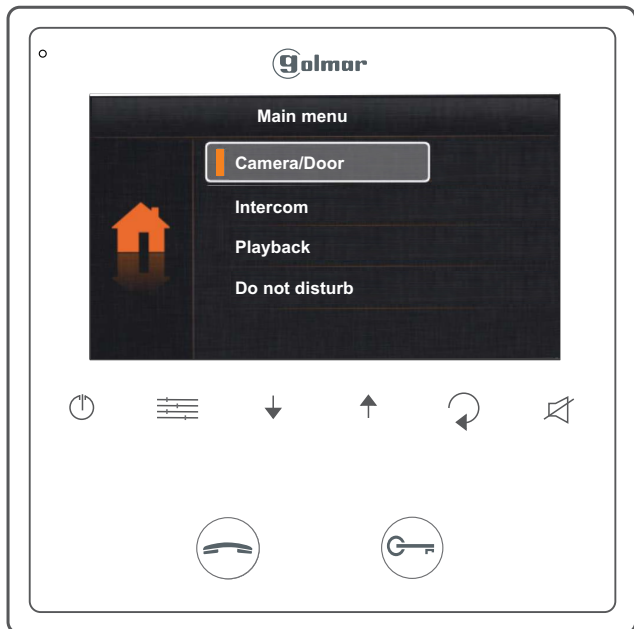 golmar
Main menu
Camera/Door
Intercom
Playback
Do not disturb